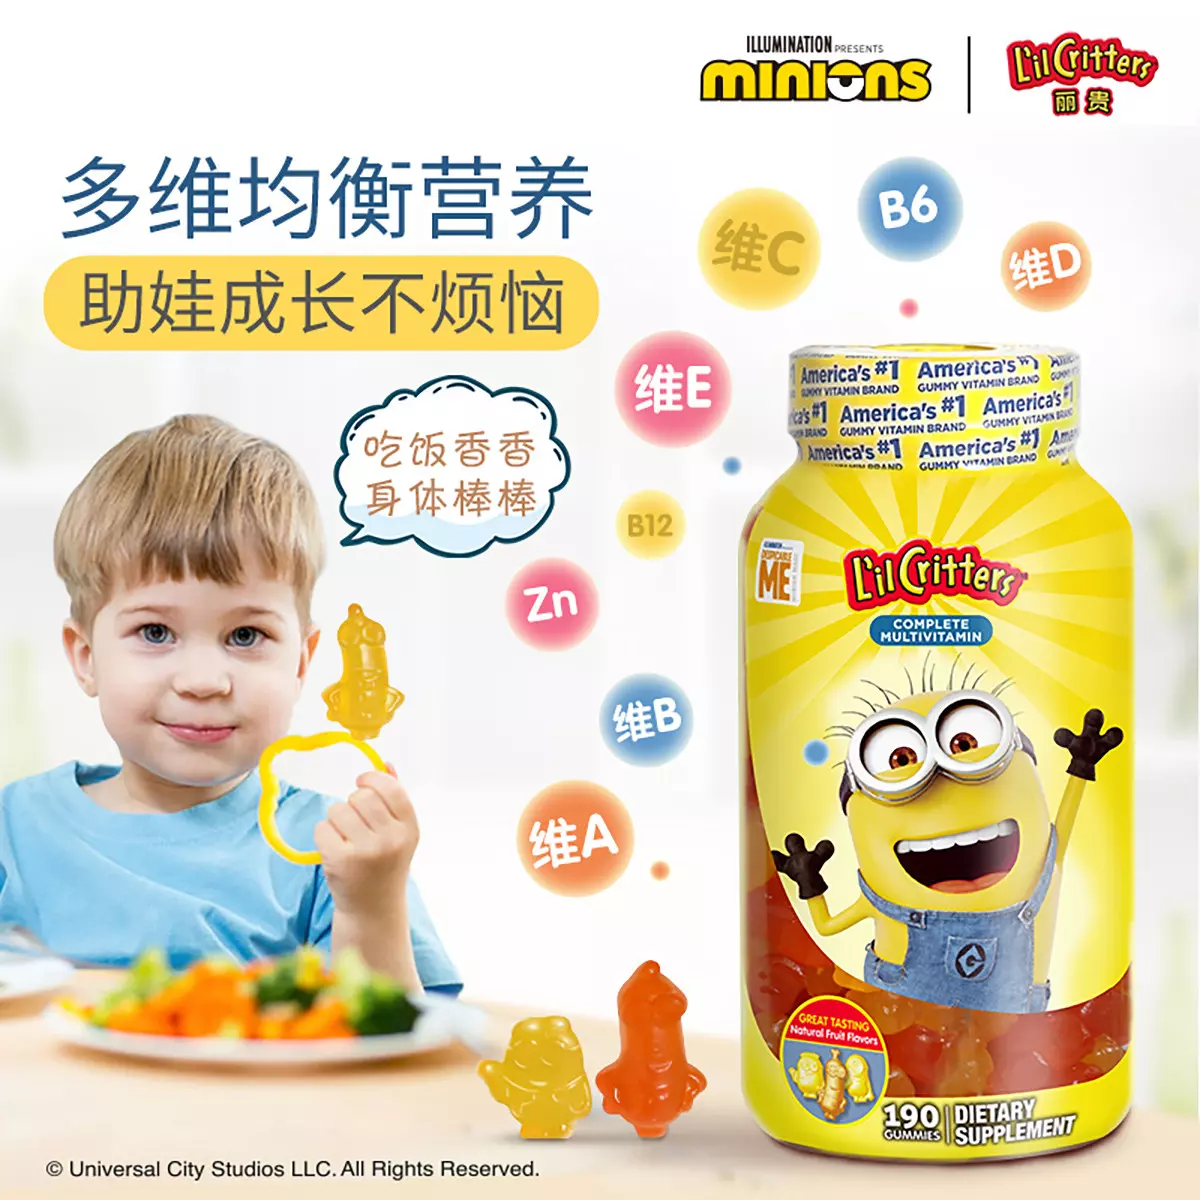 ILLUMINATION PRESENTS
minions
L'il Critters
丽贵
多维均衡营养
助娃成长不烦恼
吃饭香香
身体棒棒
维C
B6
维D
维E
B12
Zn
维B
维A
America's #1 America's #1
GUMMY VITAMIN BRAND GUMMY VITAMIN BRAND
America's #1 America's
GUMMY VITAMIN BRAND GUMMY VITAMIN BRAND
America's #1 America's #1
GUMMY VITAMIN BRAND
DESPICABLE
ME
L'il Critters
COMPLETE
MULTIVITAMIN
GREAT TASTING
Natural Fruit Flavors
190
GUMMIES
DIETARY
SUPPLEMENT
© Universal City Studios LLC. All Rights Reserved.